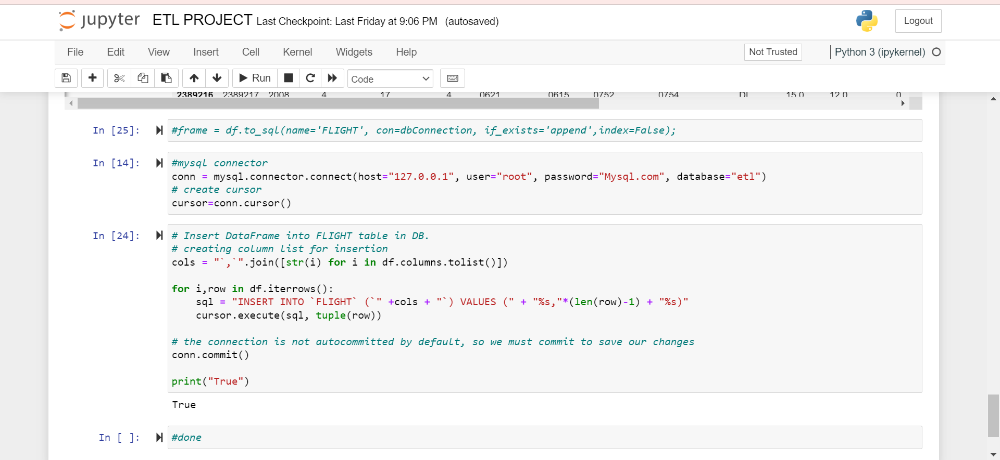 jupyter ETL PROJECT Last Checkpoint: Last Friday at 9:06 PM (autosaved) Logout
File Edit View Insert Cell Kernel Widgets Help Not Trusted Python 3 (ipykernel)
Run Code
2389216 2389217 2008 4 17 4 0621 0615 0752 0754 DL 15.0 12.0 0
In [25]: #frame = df.to_sql(name='FLIGHT', con=dbConnection, if_exists='append',index=False);
In [14]: #mysql connector
conn = mysql.connector.connect(host="127.0.0.1", user="root", password="Mysql.com", database="etl")
# create cursor
cursor=conn.cursor()
In [24]: # Insert DataFrame into FLIGHT table in DB.
# creating column list for insertion
cols = "`,`".join([str(i) for i in df.columns.tolist()])
for i,row in df.iterrows():
    sql = "INSERT INTO `FLIGHT` (`" +cols + "`) VALUES (" + "%s,"*(len(row)-1) + "%s)"
    cursor.execute(sql, tuple(row))
# the connection is not autocommitted by default, so we must commit to save our changes
conn.commit()
print("True")
True
In [ ]: #done